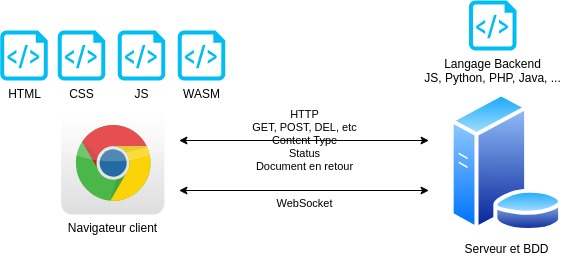 HTML CSS JS WASM
Langage Backend
JS, Python, PHP, Java, ...
HTTP
GET, POST, DEL, etc
Content Type
Status
Document en retour
WebSocket
Navigateur client
Serveur et BDD